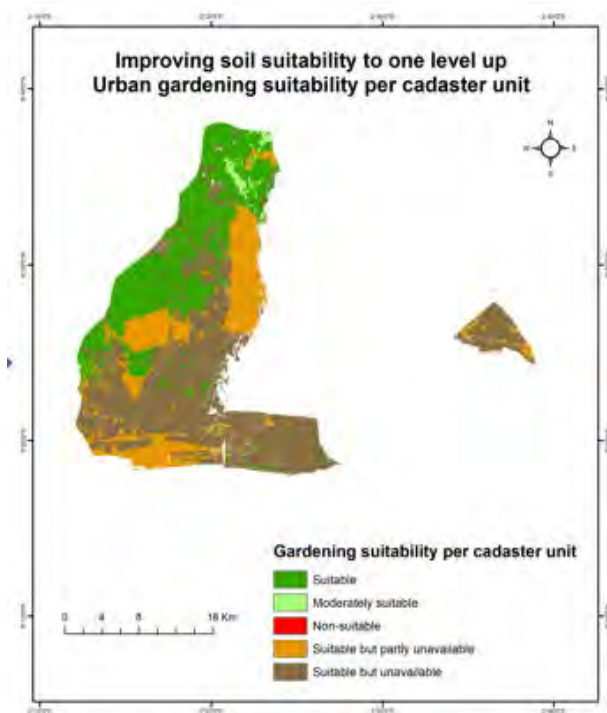 Improving soil suitability to one level up
Urban gardening suitability per cadaster unit
N
W E
S
Gardening suitability per cadaster unit
Suitable
Moderately suitable
Non-suitable
Suitable but partly unavailable
Suitable but unavailable
0 4 8 16 Km